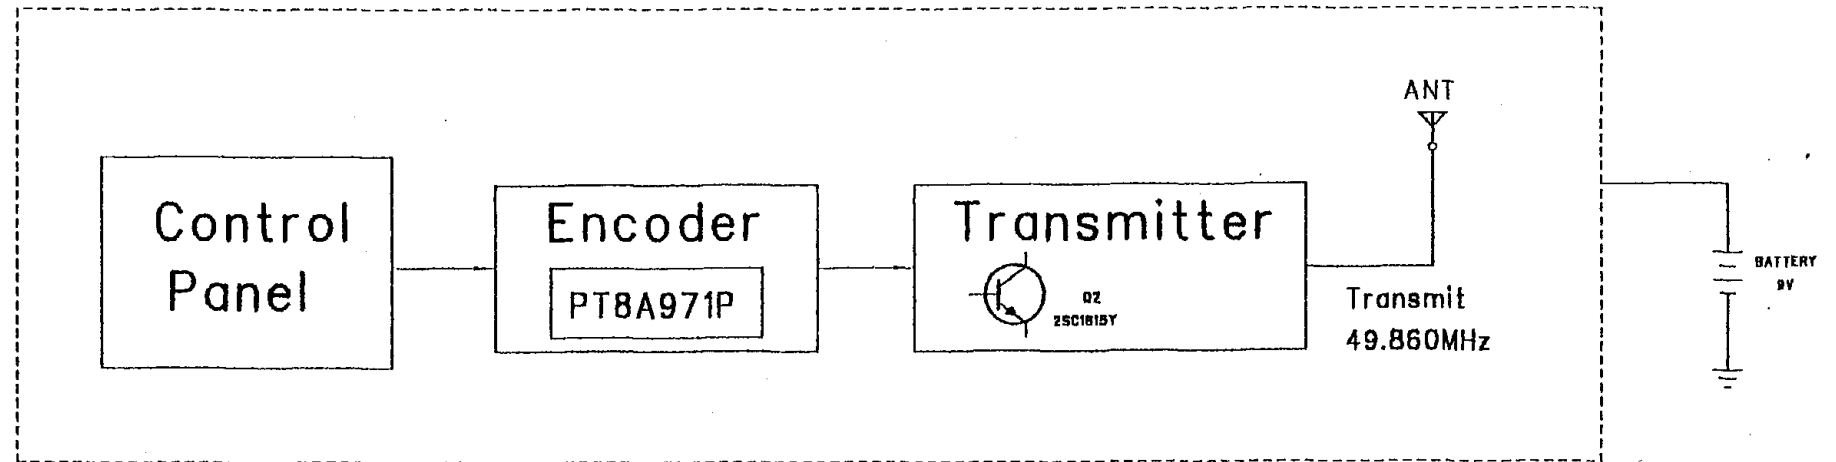 ANT
Control
Panel
Encoder
PT8A971P
Transmitter
Q2
2SC1815Y
Transmit
49.860MHz
BATTERY
9V